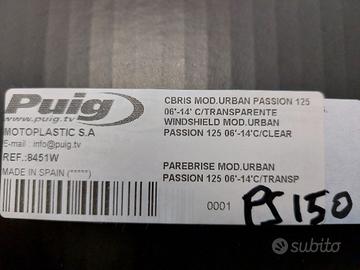 Puig
www.puig.tv
MOTOPLASTIC S.A
E-mail : info@puig.tv
REF.:8451W
MADE IN SPAIN (*****)
CBRIS MOD.URBAN PASSION 125
06'-14' C/TRANSPARENTE
WINDSHIELD MOD.URBAN
PASSION 125 06'-14'C/CLEAR
PAREBRISE MOD.URBAN
PASSION 125 06'-14'C/TRANSP
0001
PS150
subito